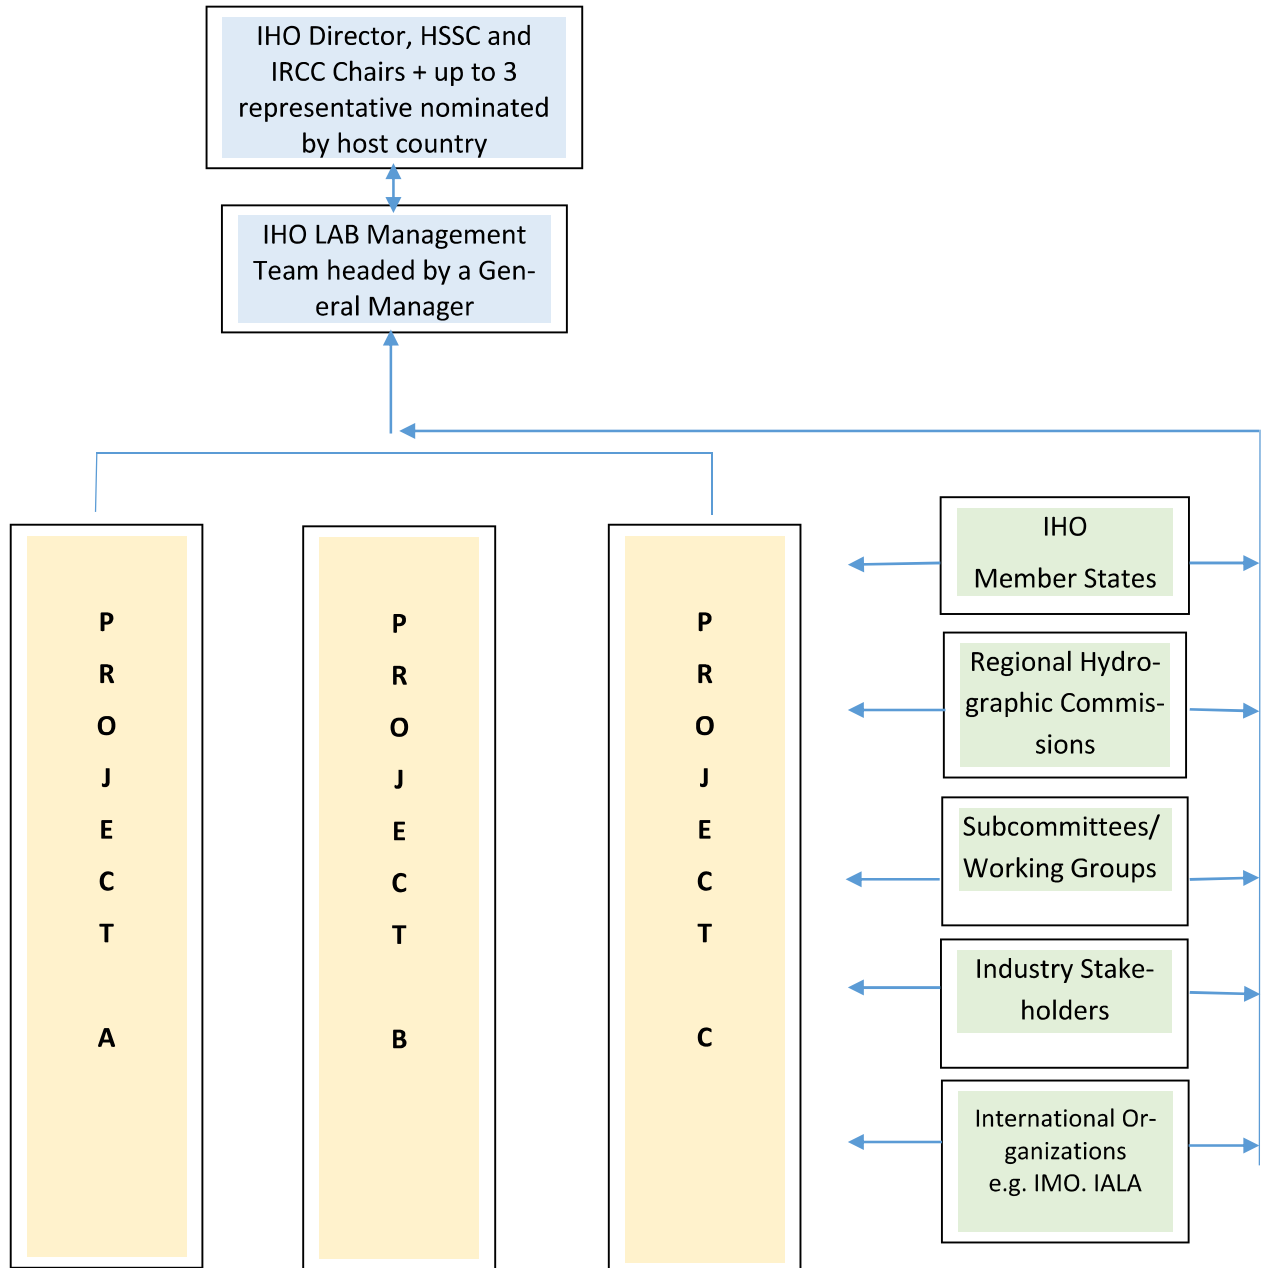 IHO Director, HSSC and
IRCC Chairs + up to 3
representative nominated
by host country
IHO LAB Management
Team headed by a Gen-
eral Manager
P
R
O
J
E
C
T
A
P
R
O
J
E
C
T
B
P
R
O
J
E
C
T
C
IHO
Member States
Regional Hydro-
graphic Commis-
sions
Subcommittees/
Working Groups
Industry Stake-
holders
International Or-
ganizations
e.g. IMO. IALA